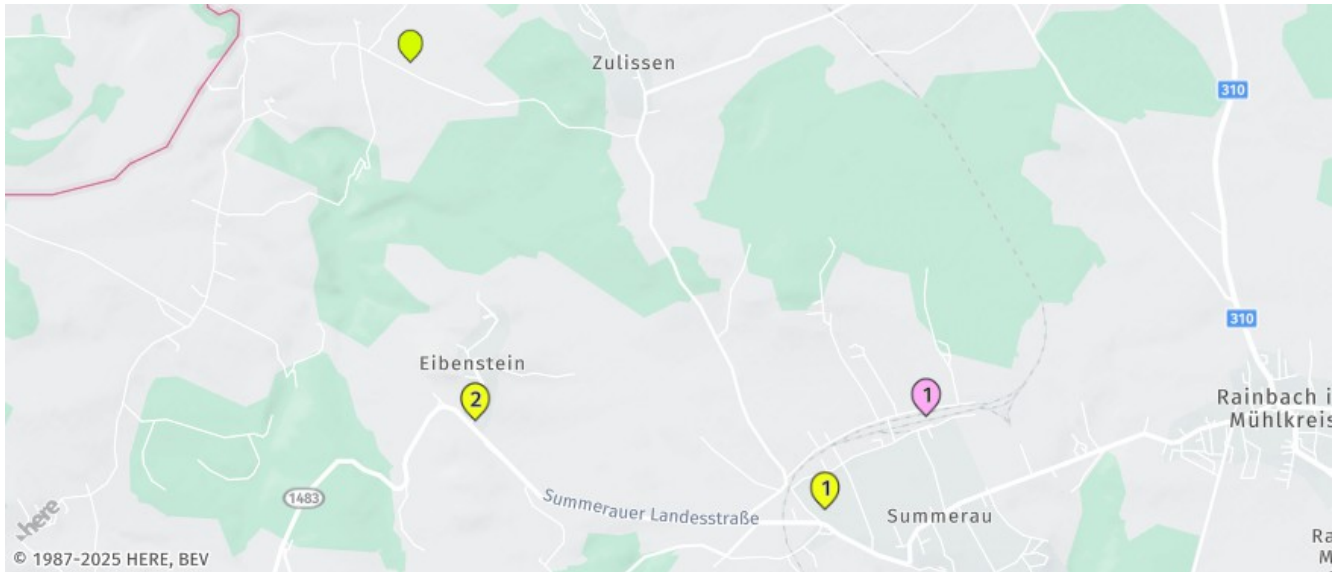 Zulissen
310
310
Eibenstein
2
1
Rainbach i
Mühlkreis
1483
Summerauer Landesstraße
1
Summerau
here
Ra
M
© 1987-2025 HERE, BEV